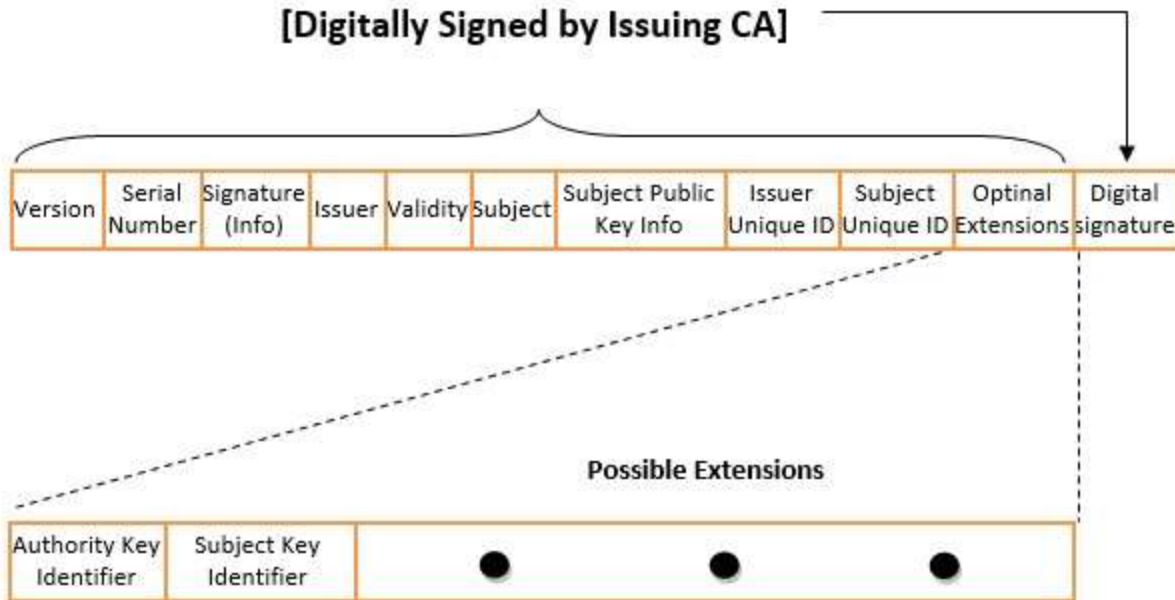 [Digitally Signed by Issuing CA]
Version
Serial
Number
Signature
(Info)
Issuer
Validity
Subject
Subject Public
Key Info
Issuer
Unique ID
Subject
Unique ID
Optinal
Extensions
Digital
signature
Possible Extensions
Authority Key
Identifier
Subject Key
Identifier